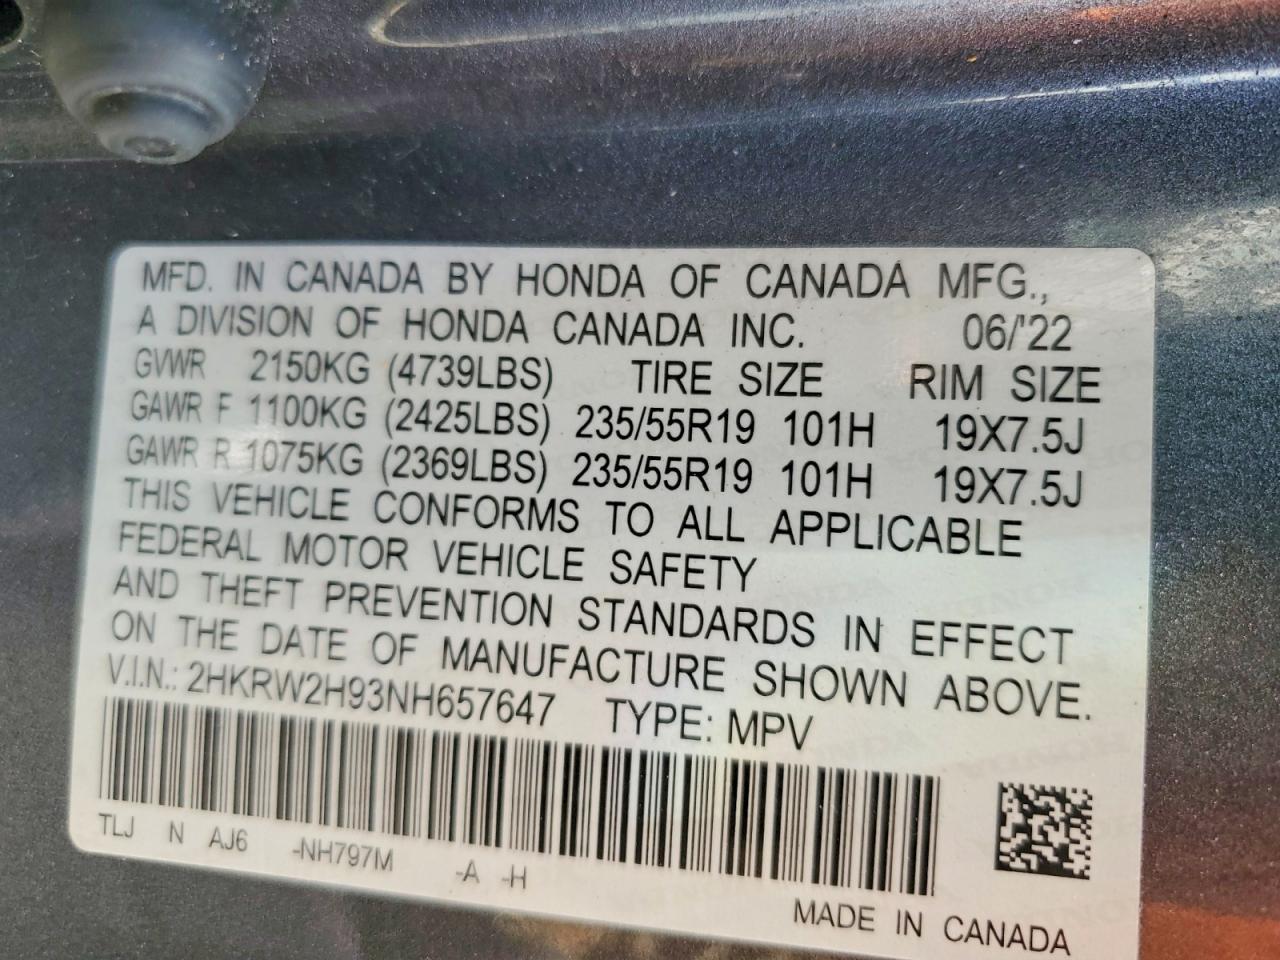 MFD. IN CANADA BY HONDA OF CANADA MFG.,
A DIVISION OF HONDA CANADA INC. 06/'22
GVWR 2150KG (4739LBS) TIRE SIZE RIM SIZE
GAWR F 1100KG (2425LBS) 235/55R19 101H 19X7.5J
GAWR R 1075KG (2369LBS) 235/55R19 101H 19X7.5J
THIS VEHICLE CONFORMS TO ALL APPLICABLE
FEDERAL MOTOR VEHICLE SAFETY
AND THEFT PREVENTION STANDARDS IN EFFECT
ON THE DATE OF MANUFACTURE SHOWN ABOVE.
V.I.N.: 2HKRW2H93NH657647 TYPE: MPV
TLJ N AJ6 -NH797M -A -H
MADE IN CANADA